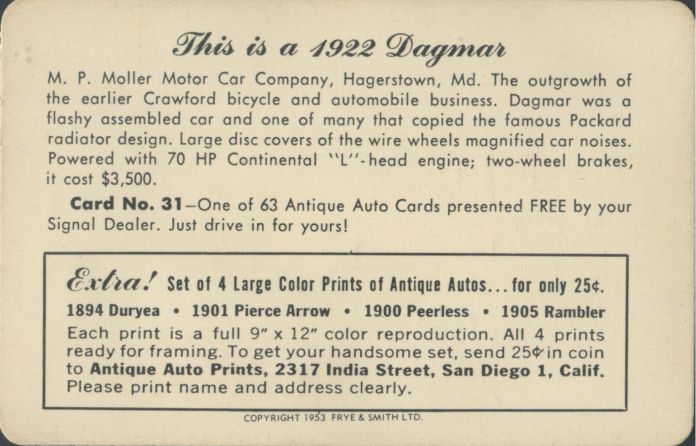 This is a 1922 Dagmar
M. P. Moller Motor Car Company, Hagerstown, Md. The outgrowth of
the earlier Crawford bicycle and automobile business. Dagmar was a
flashy assembled car and one of many that copied the famous Packard
radiator design. Large disc covers of the wire wheels magnified car noises.
Powered with 70 HP Continental "L"-head engine; two-wheel brakes,
it cost $3,500.
Card No. 31—One of 63 Antique Auto Cards presented FREE by your
Signal Dealer. Just drive in for yours!
Extra! Set of 4 Large Color Prints of Antique Autos...for only 25¢.
1894 Duryea • 1901 Pierce Arrow • 1900 Peerless • 1905 Rambler
Each print is a full 9" x 12" color reproduction. All 4 prints
ready for framing. To get your handsome set, send 25¢ in coin
to Antique Auto Prints, 2317 India Street, San Diego 1, Calif.
Please print name and address clearly.
COPYRIGHT 1953 FRYE & SMITH LTD.